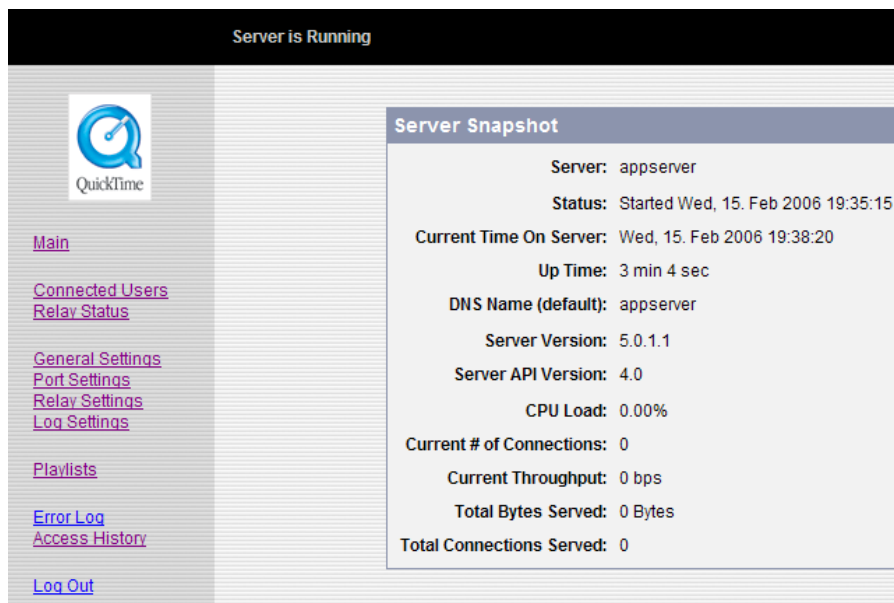 Server is Running
QuickTime
Main
Connected Users
Relay Status
General Settings
Port Settings
Relay Settings
Log Settings
Playlists
Error Log
Access History
Log Out
Server Snapshot
Server: appserver
Status: Started Wed, 15. Feb 2006 19:35:15
Current Time On Server: Wed, 15. Feb 2006 19:38:20
Up Time: 3 min 4 sec
DNS Name (default): appserver
Server Version: 5.0.1.1
Server API Version: 4.0
CPU Load: 0.00%
Current # of Connections: 0
Current Throughput: 0 bps
Total Bytes Served: 0 Bytes
Total Connections Served: 0